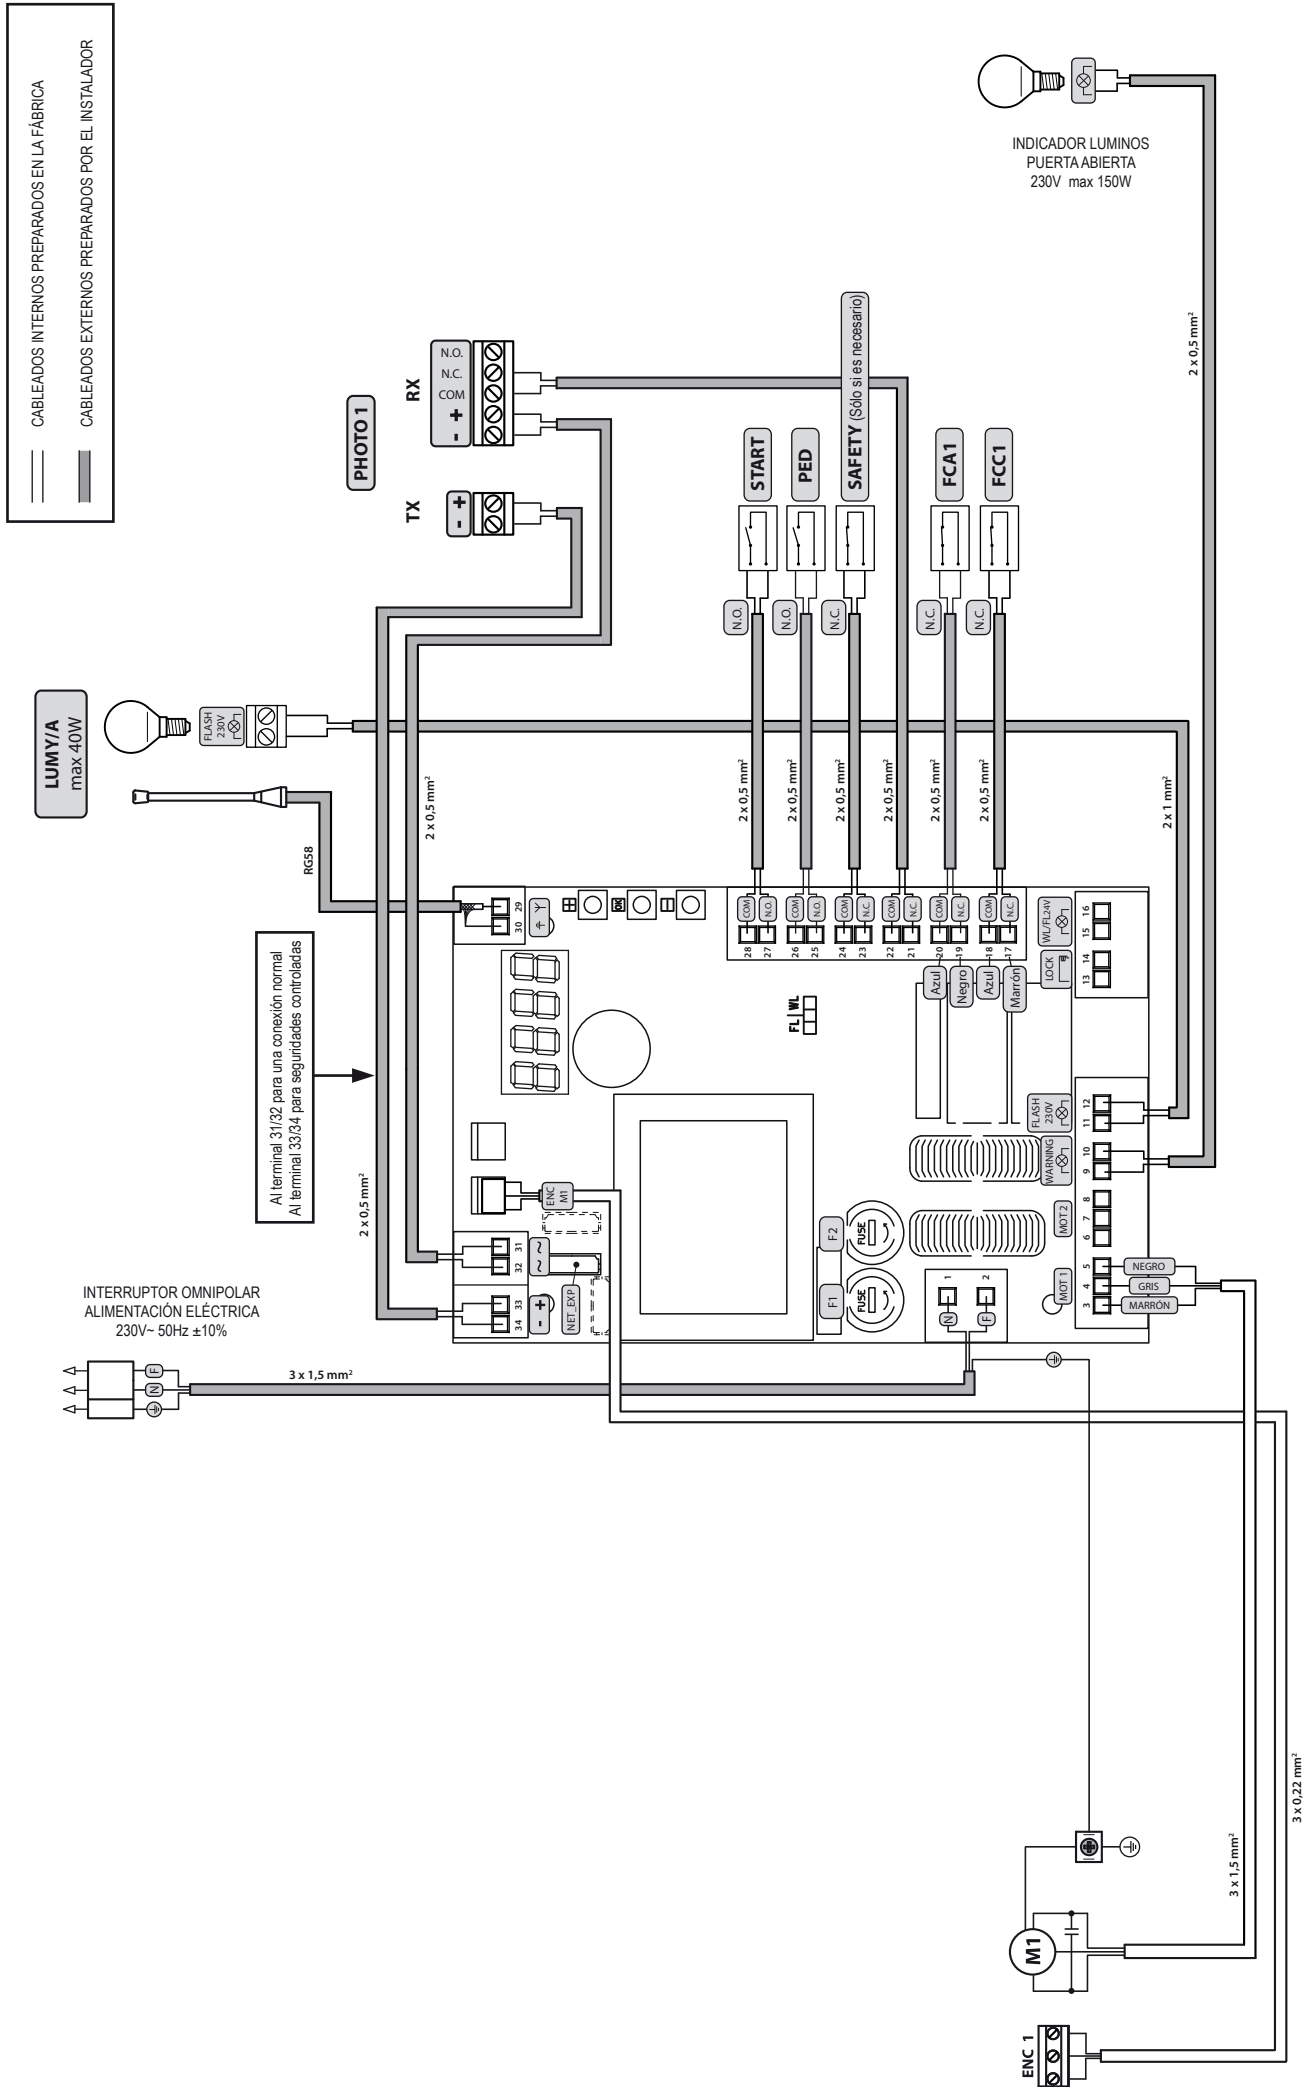 CABLEADOS INTERNOS PREPARADOS EN LA FÁBRICA
CABLEADOS EXTERNOS PREPARADOS POR EL INSTALADOR
INDICADOR LUMINOS
PUERTA ABIERTA
230V max 150W
2 x 0,5 mm²
PHOTO 1
RX
N.O.
N.C.
COM
+
-
TX
- +
LUMY/A
max 40W
FLASH
230V
RG58
2 x 0,5 mm²
START
PED
SAFETY (Sólo si es necesario)
FCA1
FCC1
N.O.
N.O.
N.C.
N.C.
N.C.
2 x 0,5 mm²
2 x 0,5 mm²
2 x 0,5 mm²
2 x 0,5 mm²
2 x 0,5 mm²
2 x 0,5 mm²
2 x 1 mm²
Al terminal 31/32 para una conexión normal
Al terminal 33/34 para seguridades controladas
2 x 0,5 mm²
29
30
OK
COM
N.O.
COM
N.O.
COM
N.C.
COM
N.C.
COM
N.C.
COM
N.C.
28
27
26
25
24
23
22
21
20
19
18
17
Azul
Negro
Azul
Marrón
WL/FL24V
LOCK
16
15
14
13
FL WL
FLASH
230V
WARNING
MOT 2
MOT 1
12
11
10
9
8
7
6
5
4
3
NEGRO
GRIS
MARRÓN
ENC
M1
31
32
33
34
~ ~
- +
NET_EXP
F2
FUSE
F1
FUSE
1
2
N
F
INTERRUPTOR OMNIPOLAR
ALIMENTACIÓN ELÉCTRICA
230V~ 50Hz ±10%
F
N
3 x 1,5 mm²
3 x 1,5 mm²
3 x 0,22 mm²
M1
ENC 1